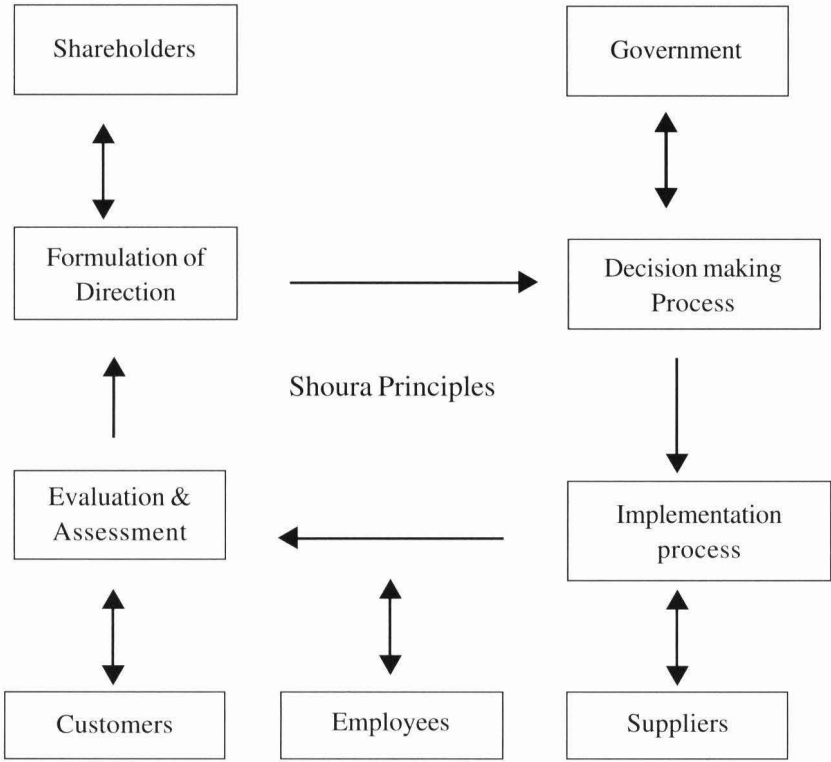 Shareholders
Government
Formulation of
Direction
Decision making
Process
Shoura Principles
Evaluation &
Assessment
Implementation
process
Customers
Employees
Suppliers